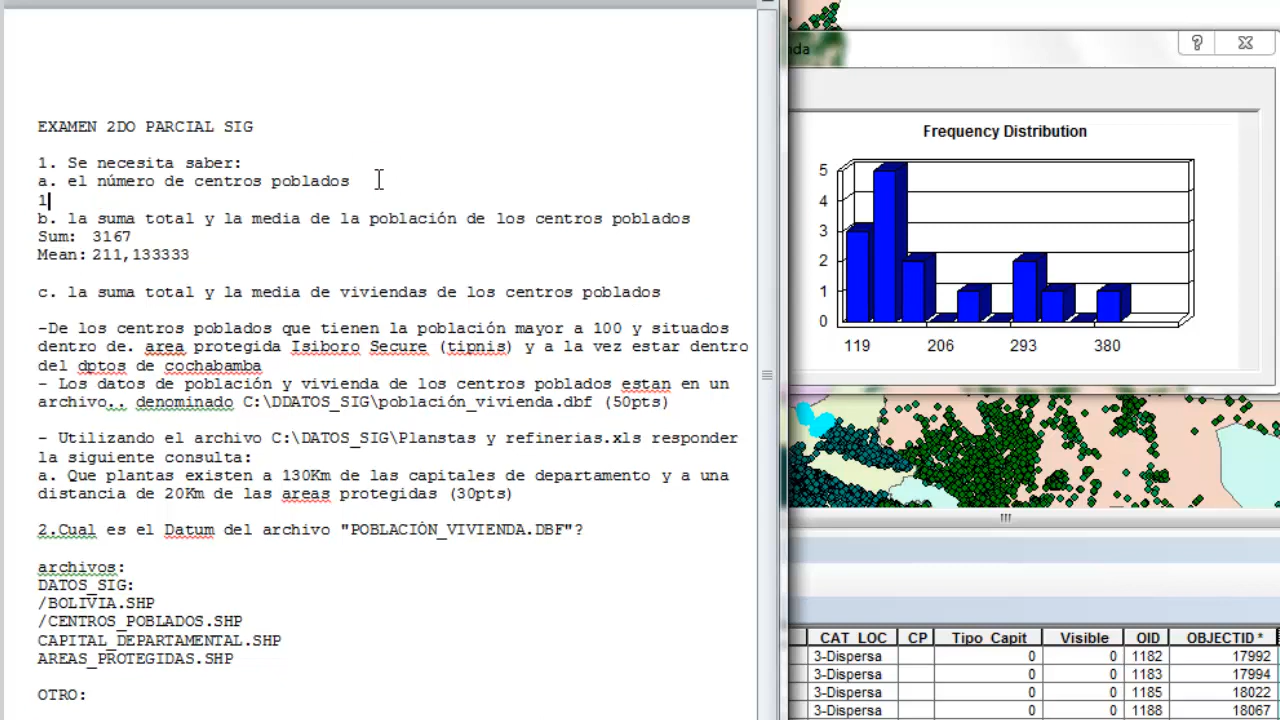 EXAMEN 2DO PARCIAL SIG
1. Se necesita saber:
a. el número de centros poblados
1
b. la suma total y la media de la población de los centros poblados
Sum: 3167
Mean: 211,133333
c. la suma total y la media de viviendas de los centros poblados
-De los centros poblados que tienen la población mayor a 100 y situados
dentro de. area protegida Isiboro Secure (tipnis) y a la vez estar dentro
del dptos de cochabamba
- Los datos de población y vivienda de los centros poblados estan en un
archivo.. denominado C:\DDATOS_SIG\población_vivienda.dbf (50pts)
- Utilizando el archivo C:\DATOS_SIG\Planstas y refinerias.xls responder
la siguiente consulta:
a. Que plantas existen a 130Km de las capitales de departamento y a una
distancia de 20Km de las areas protegidas (30pts)
2.Cual es el Datum del archivo "POBLACIÓN_VIVIENDA.DBF"?
archivos:
DATOS_SIG:
/BOLIVIA.SHP
/CENTROS_POBLADOS.SHP
CAPITAL_DEPARTAMENTAL.SHP
AREAS_PROTEGIDAS.SHP
OTRO:
nda
Frequency Distribution
5
4
3
2
1
0
119 206 293 380
CAT_LOC CP Tipo_Capit Visible OID OBJECTID *
3-Dispersa 0 0 1182 17992
3-Dispersa 0 0 1183 17994
3-Dispersa 0 0 1185 18022
3-Dispersa 0 0 1188 18067